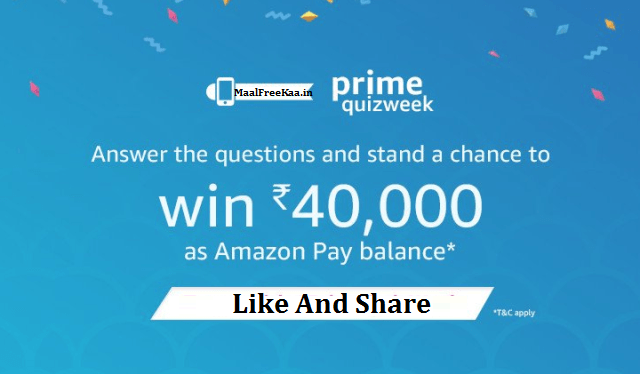 MaalFreeKaa.in
prime
quizweek
Answer the questions and stand a chance to
win ₹40,000
as Amazon Pay balance*
Like And Share
*T&C apply